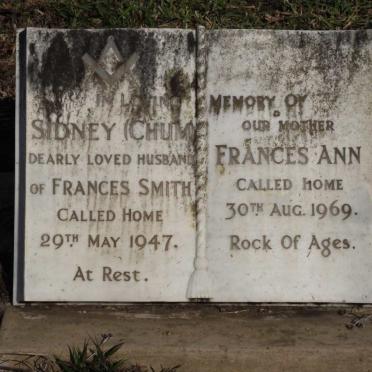 IN LOVING MEMORY OF
SIDNEY (CHUM)
DEARLY LOVED HUSBAND
OF FRANCES SMITH
CALLED HOME
29TH MAY 1947.
At Rest.
OUR MOTHER
FRANCES ANN
CALLED HOME
30TH AUG. 1969.
Rock Of Ages.